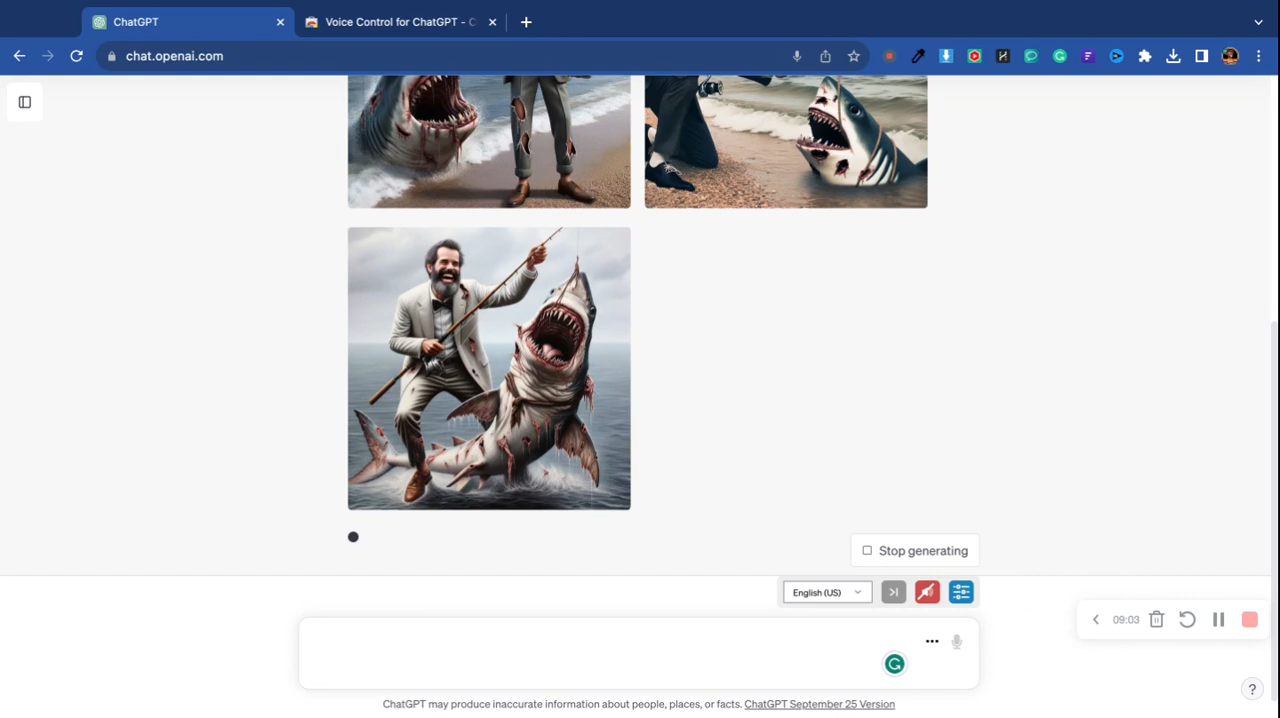 ChatGPT
Voice Control for ChatGPT - C
chat.openai.com
Stop generating
English (US)
09:03
ChatGPT may produce inaccurate information about people, places, or facts. ChatGPT September 25 Version
?